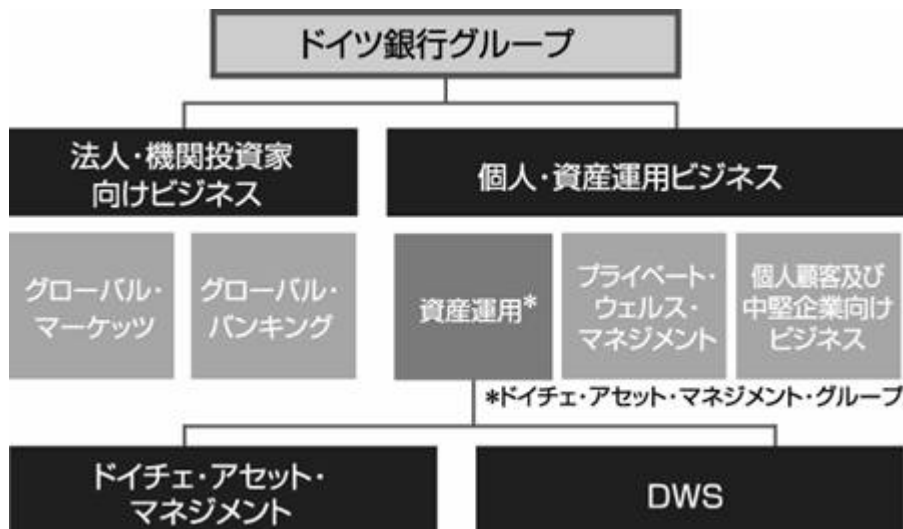 ドイツ銀行グループ
法人・機関投資家
向けビジネス
個人・資産運用ビジネス
グローバル・
マーケッツ
グローバル・
バンキング
資産運用*
プライベート・
ウェルス・
マネジメント
個人顧客及び
中堅企業向け
ビジネス
*ドイチェ・アセット・マネジメント・グループ
ドイチェ・アセット・
マネジメント
DWS